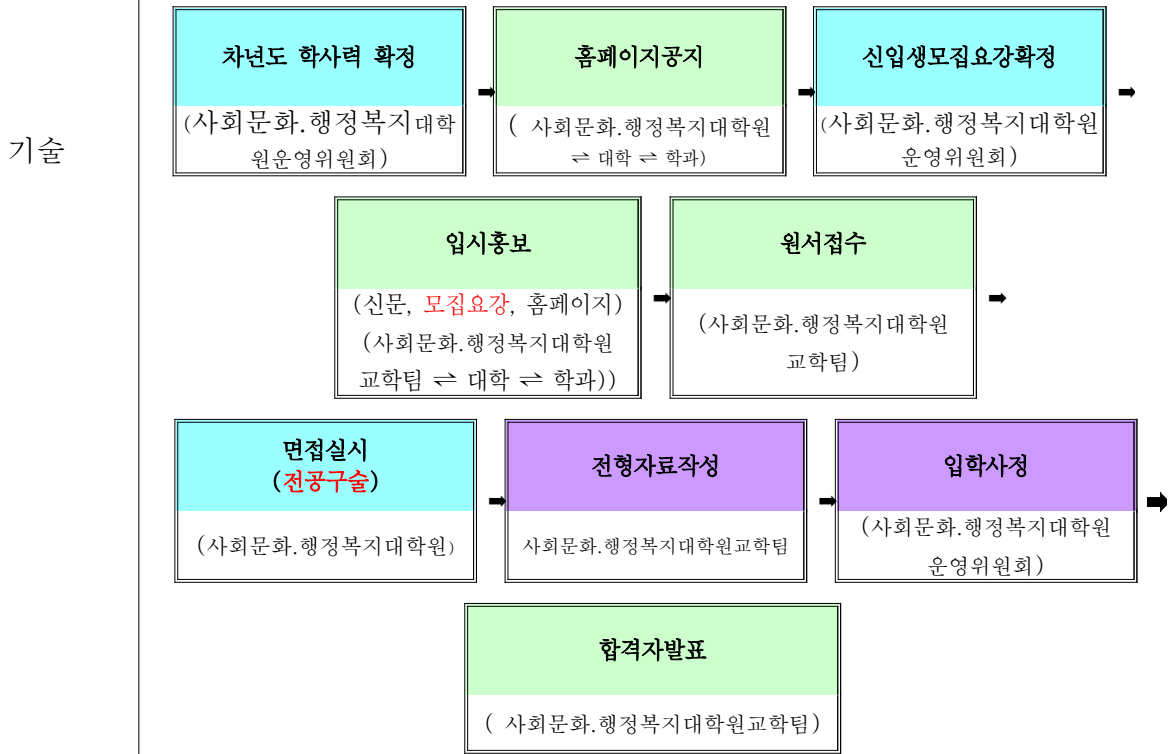 기술
차년도 학사력 확정
(사회문화.행정복지대학
원운영위원회)
➡
홈페이지공지
( 사회문화.행정복지대학원
⇌ 대학 ⇌ 학과)
➡
신입생모집요강확정
(사회문화.행정복지대학원
운영위원회)
➡
입시홍보
(신문, 모집요강, 홈페이지)
(사회문화.행정복지대학원
교학팀 ⇌ 대학 ⇌ 학과))
➡
원서접수
(사회문화.행정복지대학원
교학팀)
➡
면접실시
(전공구술)
(사회문화.행정복지대학원)
➡
전형자료작성
사회문화.행정복지대학원교학팀
➡
입학사정
(사회문화.행정복지대학원
운영위원회)
➡
합격자발표
( 사회문화.행정복지대학원교학팀)